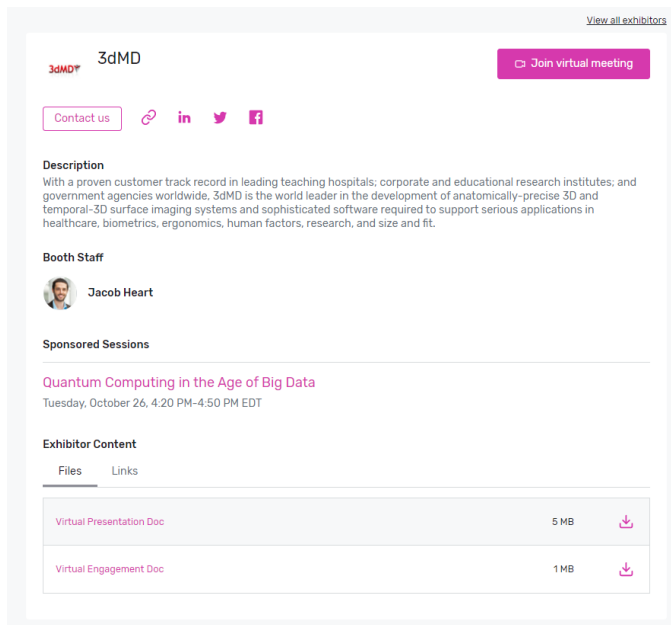 View all exhibitors
3dMD
3dMD
Join virtual meeting
Contact us
Description
With a proven customer track record in leading teaching hospitals; corporate and educational research institutes; and
government agencies worldwide, 3dMD is the world leader in the development of anatomically-precise 3D and
temporal-3D surface imaging systems and sophisticated software required to support serious applications in
healthcare, biometrics, ergonomics, human factors, research, and size and fit.
Booth Staff
Jacob Heart
Sponsored Sessions
Quantum Computing in the Age of Big Data
Tuesday, October 26, 4:20 PM-4:50 PM EDT
Exhibitor Content
Files Links
Virtual Presentation Doc 5 MB
Virtual Engagement Doc 1 MB